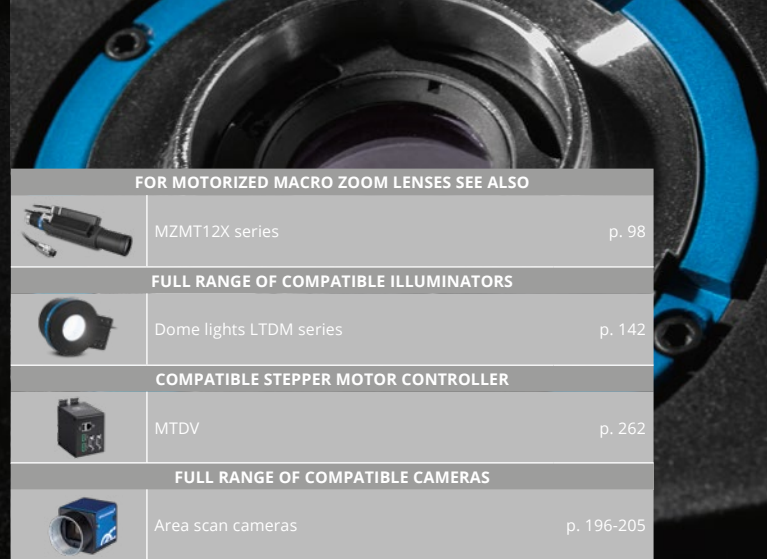 FOR MOTORIZED MACRO ZOOM LENSES SEE ALSO
MZMT12X series p. 98
FULL RANGE OF COMPATIBLE ILLUMINATORS
Dome lights LTDM series p. 142
COMPATIBLE STEPPER MOTOR CONTROLLER
MTDV p. 262
FULL RANGE OF COMPATIBLE CAMERAS
Area scan cameras p. 196-205